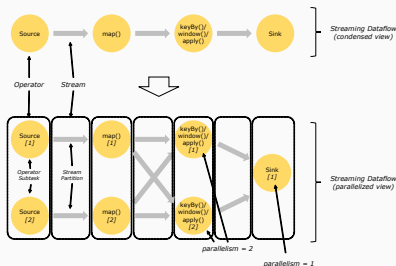 Source
map()
keyBy()/
window()/
apply()
Sink
Streaming Dataflow
(condensed view)
Operator
Stream
Source
[1]
map()
[1]
keyBy()/
window()/
apply()
[1]
Operator
Subtask
Stream
Partition
Sink
[1]
Streaming Dataflow
(parallelized view)
Source
[2]
map()
[2]
keyBy()/
window()/
apply()
[2]
parallelism = 2
parallelism = 1